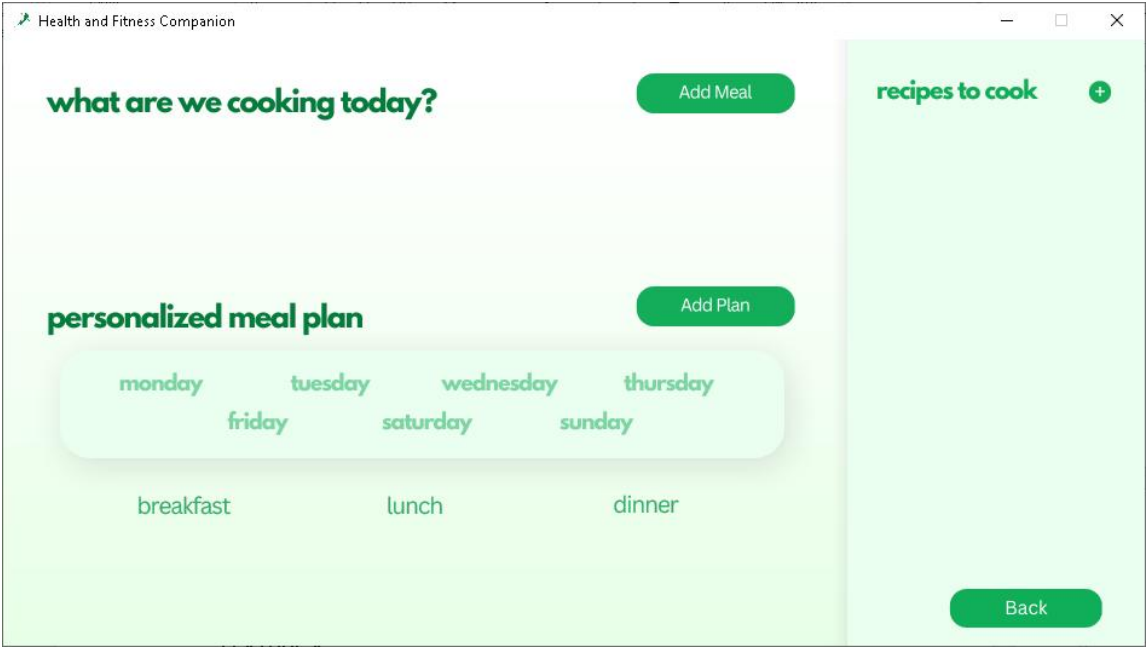 Health and Fitness Companion
what are we cooking today?
Add Meal
recipes to cook
+
personalized meal plan
Add Plan
monday tuesday wednesday thursday
friday saturday sunday
breakfast lunch dinner
Back